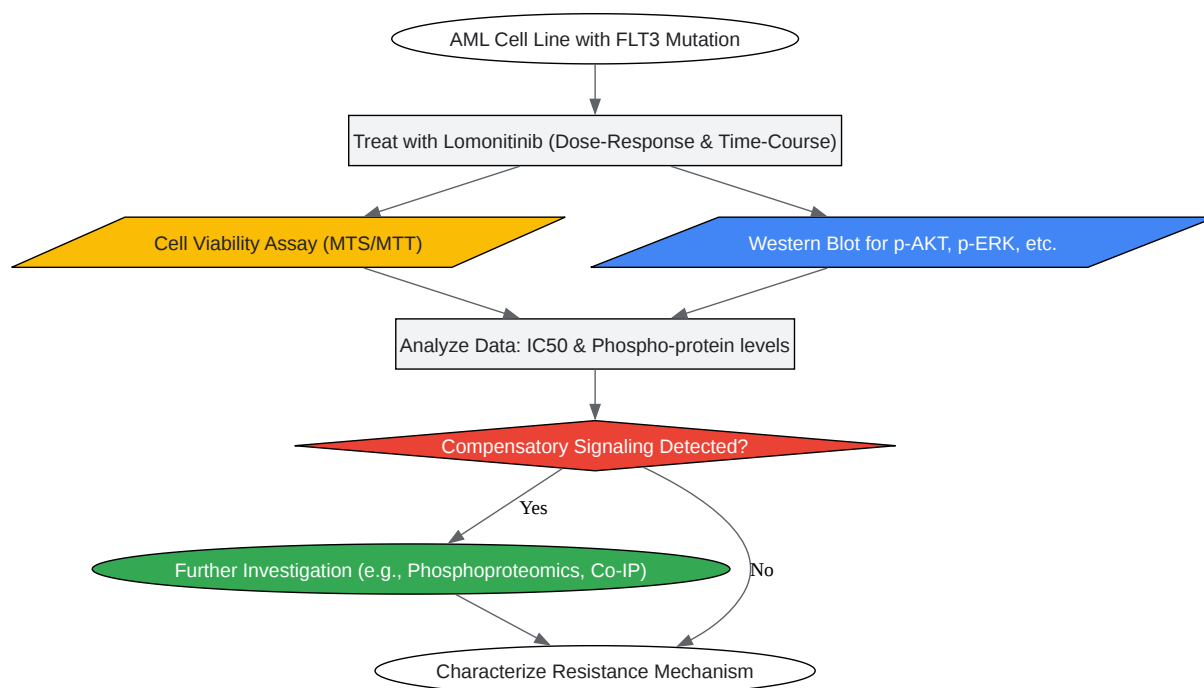 AML Cell Line with FLT3 Mutation
Treat with Lomonitinib (Dose-Response & Time-Course)
Cell Viability Assay (MTS/MTT)
Western Blot for p-AKT, p-ERK, etc.
Analyze Data: IC50 & Phospho-protein levels
Compensatory Signaling Detected?
Yes
Further Investigation (e.g., Phosphoproteomics, Co-IP)
No
Characterize Resistance Mechanism